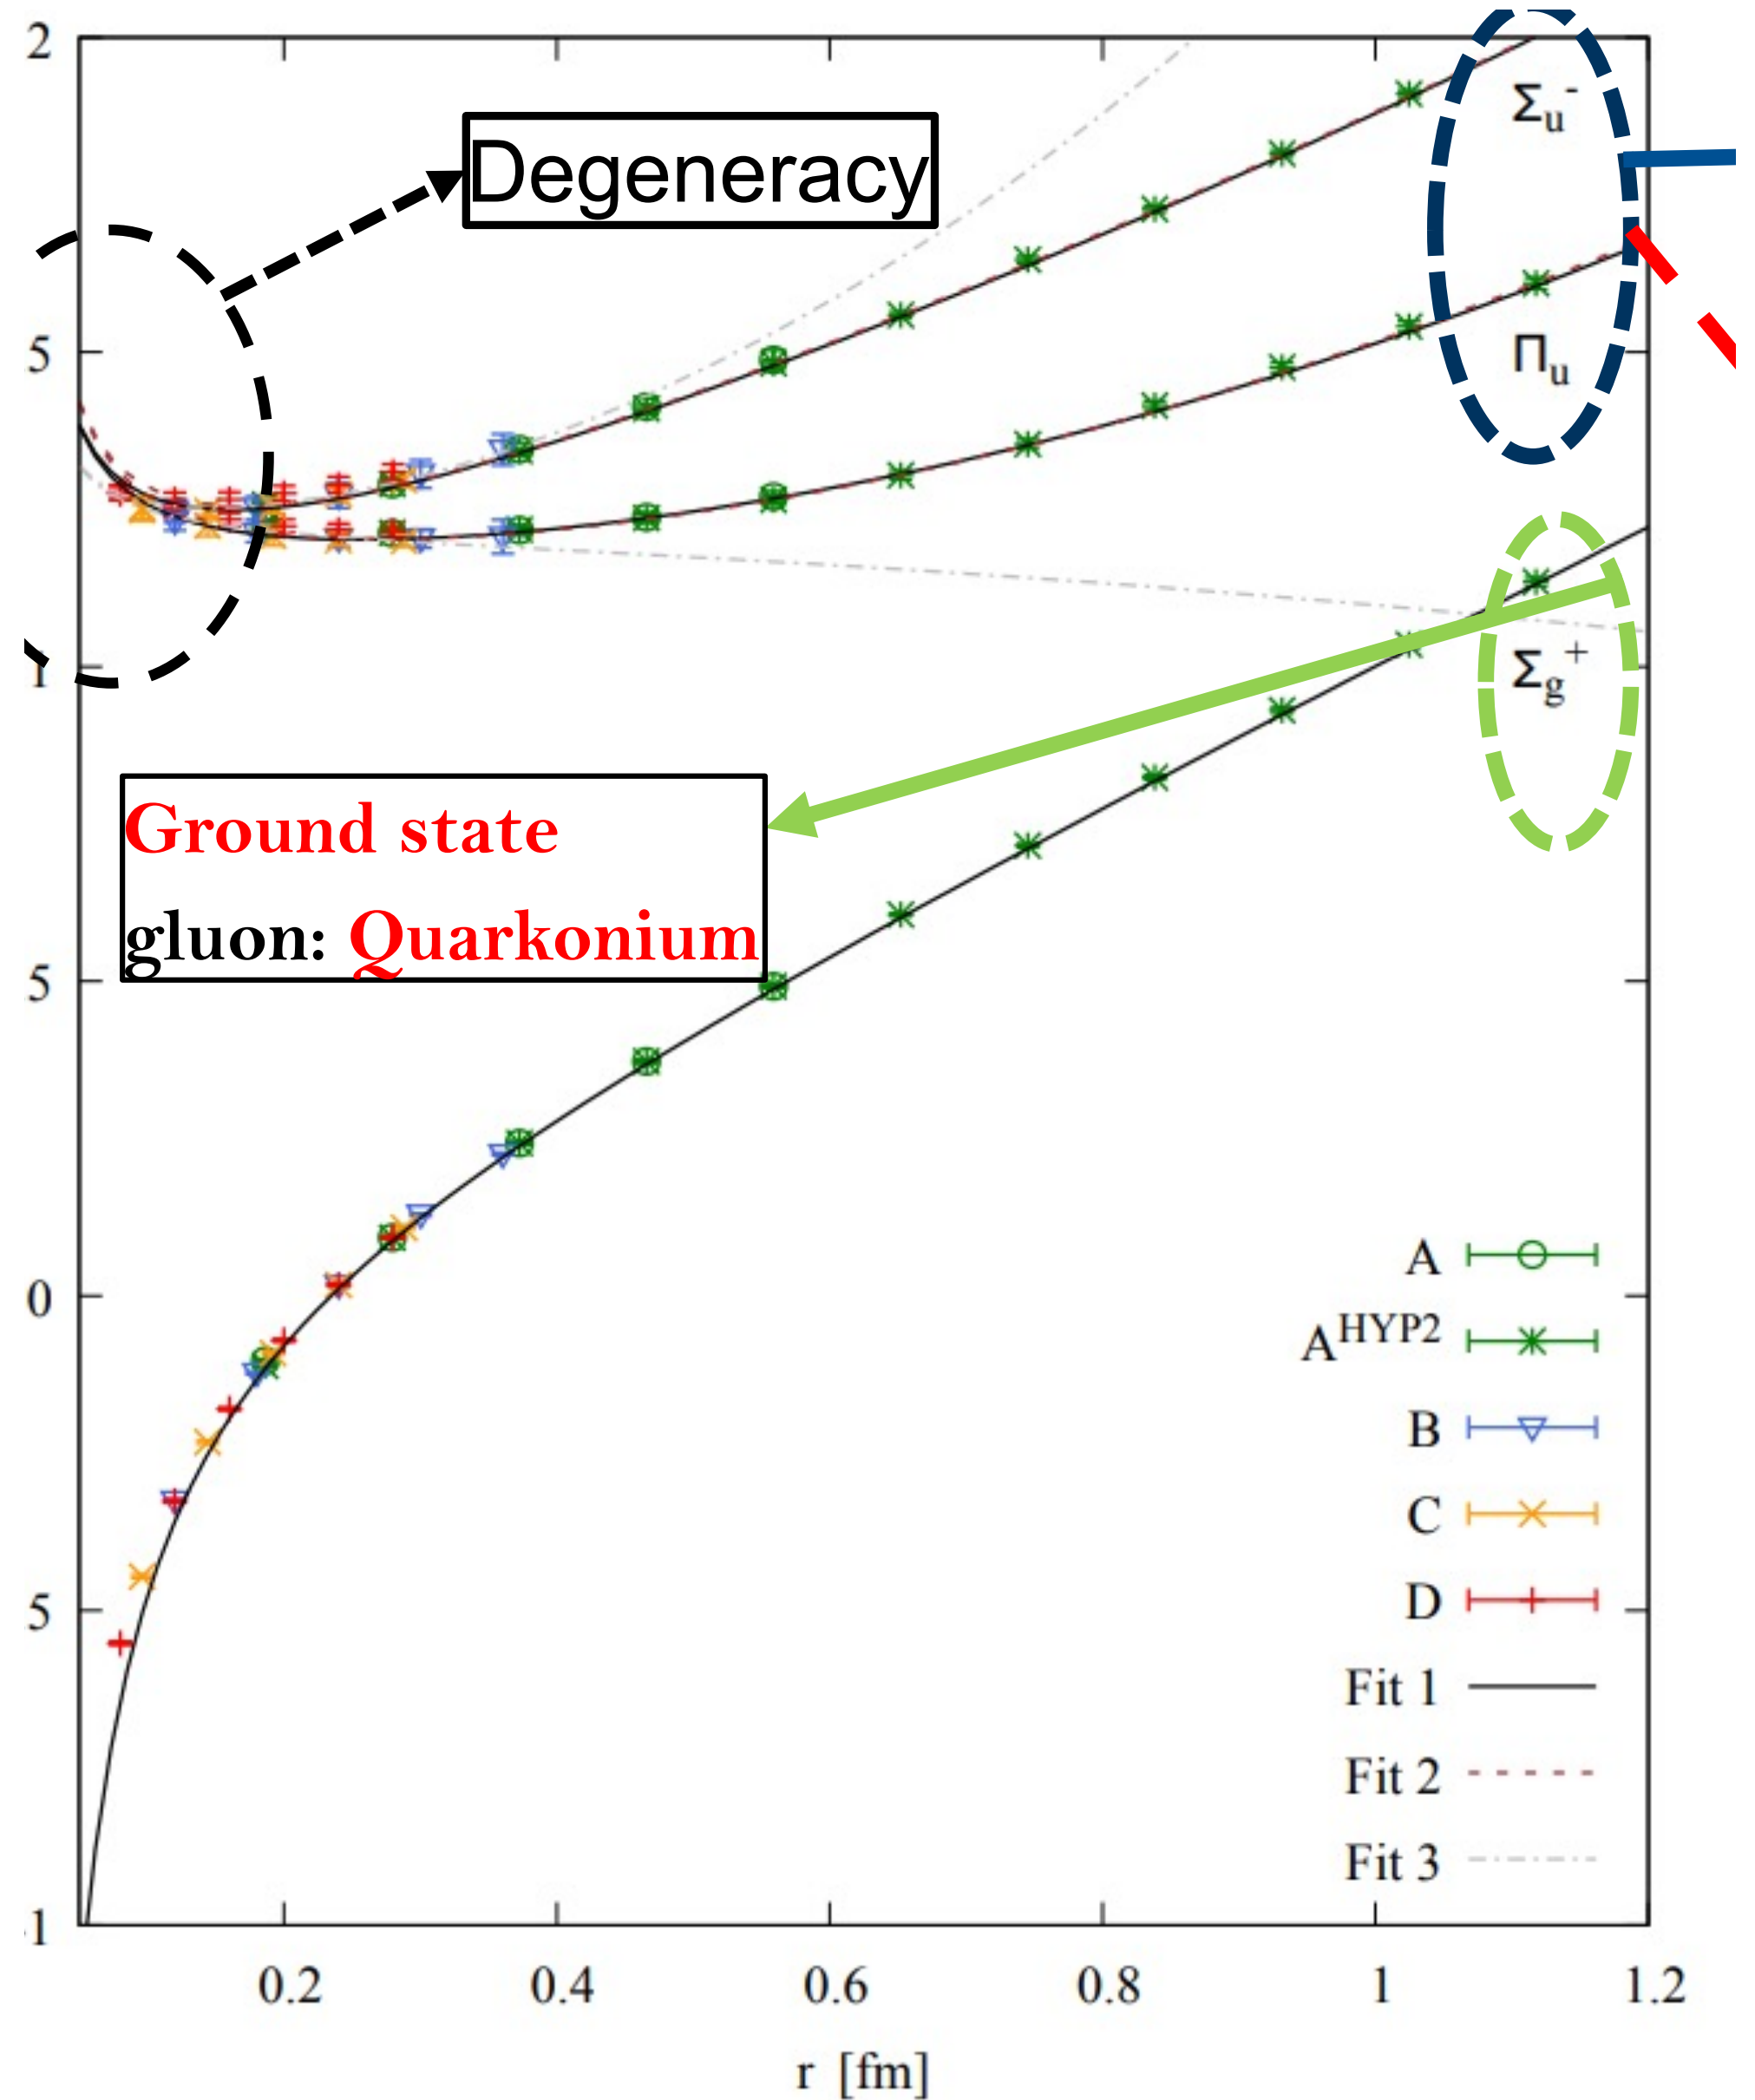 2
Σu-
Degeneracy
5
Πu
1
Σg+
Ground state
gluon: Quarkonium
5
0
A
A^HYP2
B
C
5
D
Fit 1
Fit 2
Fit 3
1
0.2 0.4 0.6 0.8 1 1.2
r [fm]